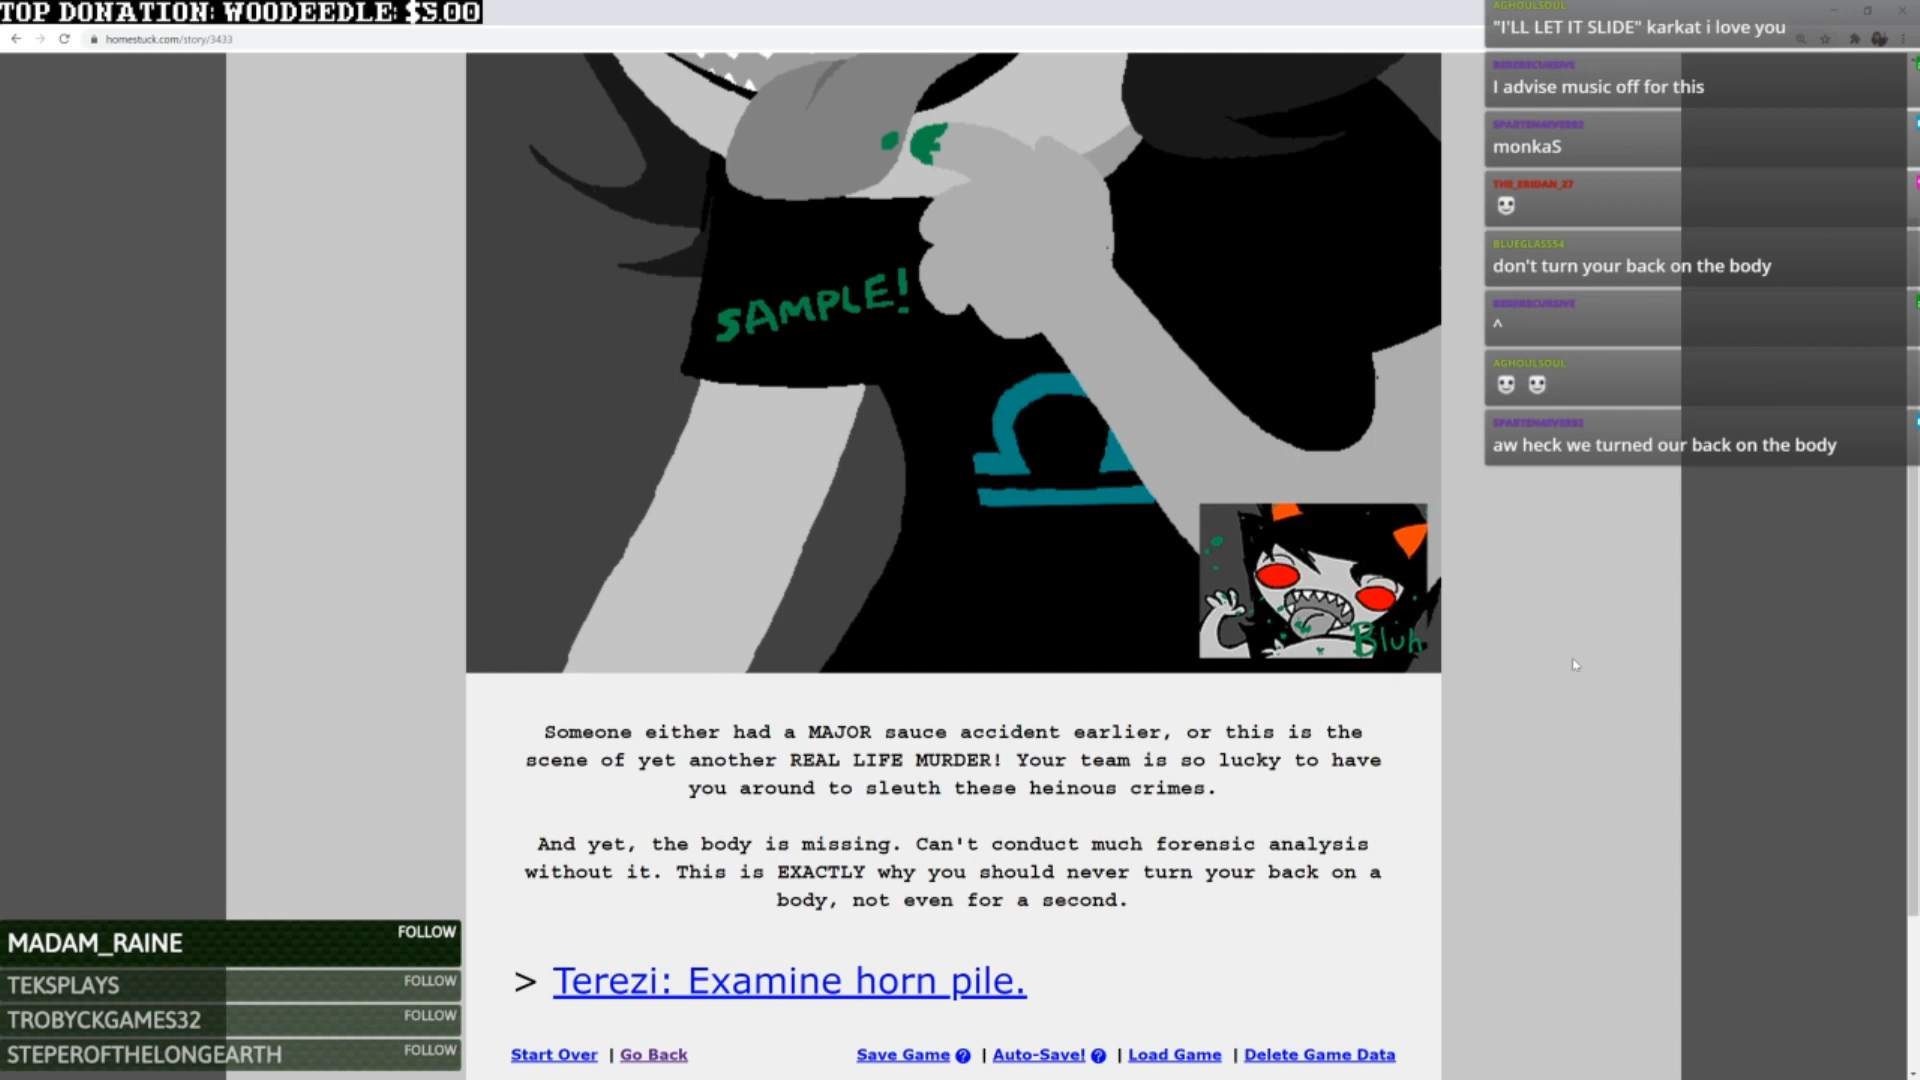 TOP DONATION: WOODEEDLE: $5.00
homestuck.com/story/3433
AGHOULSOUL
"I'LL LET IT SLIDE" karkat i love you
I advise music off for this
SPARTEN4EVER82
monkaS
THE_ERIDAN_27
BLUEGLASS54
don't turn your back on the body
^
AGHOULSOUL
SPARTEN4EVER82
aw heck we turned our back on the body
SAMPLE!
Bluh
Someone either had a MAJOR sauce accident earlier, or this is the
scene of yet another REAL LIFE MURDER! Your team is so lucky to have
you around to sleuth these heinous crimes.
And yet, the body is missing. Can't conduct much forensic analysis
without it. This is EXACTLY why you should never turn your back on a
body, not even for a second.
> Terezi: Examine horn pile.
Start Over | Go Back
Save Game ? | Auto-Save! ? | Load Game | Delete Game Data
MADAM_RAINE FOLLOW
TEKSPLAYS FOLLOW
TROBYCKGAMES32 FOLLOW
STEPEROFTHELONGEARTH FOLLOW